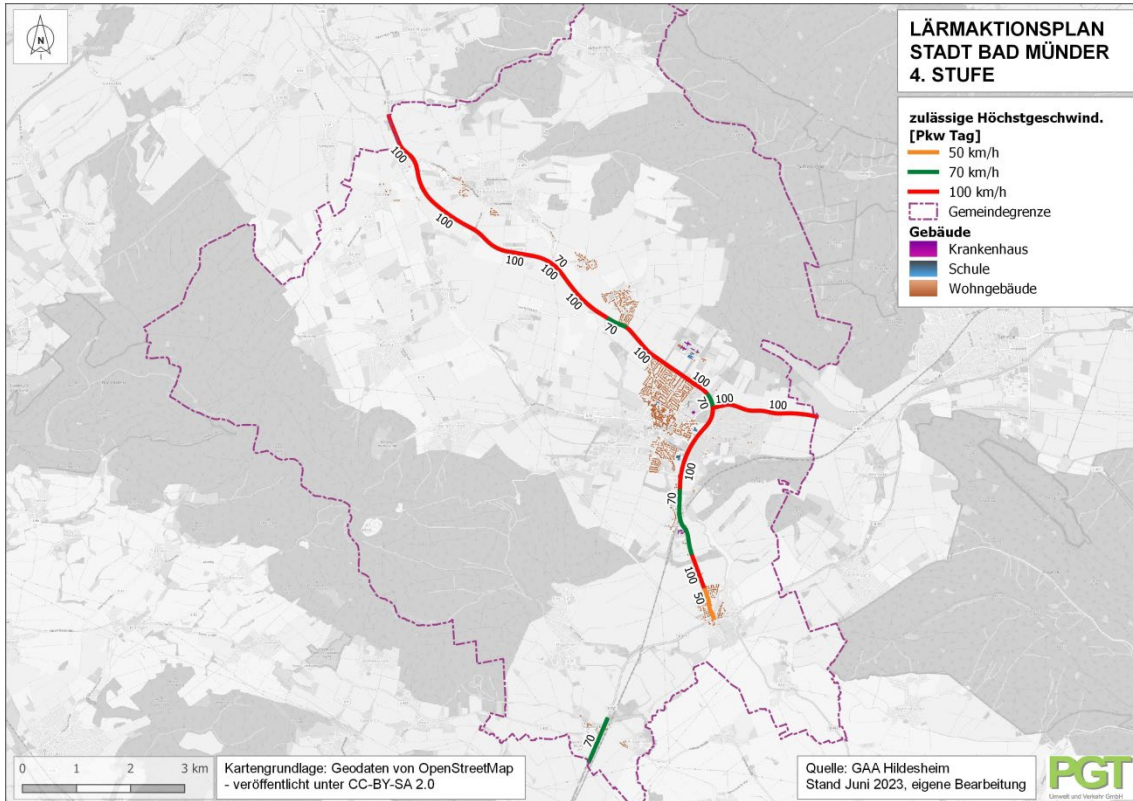 N
LÄRMAKTIONSPLAN
STADT BAD MÜNDER
4. STUFE
zulässige Höchstgeschwind.
[Pkw Tag]
50 km/h
70 km/h
100 km/h
Gemeindegrenze
Gebäude
Krankenhaus
Schule
Wohngebäude
100
100
100
70
100
100
70
100
100
70
100
100
100
70
100
50
70
0 1 2 3 km
Kartengrundlage: Geodaten von OpenStreetMap
- veröffentlicht unter CC-BY-SA 2.0
Quelle: GAA Hildesheim
Stand Juni 2023, eigene Bearbeitung
PGT
Umwelt und Verkehr GmbH